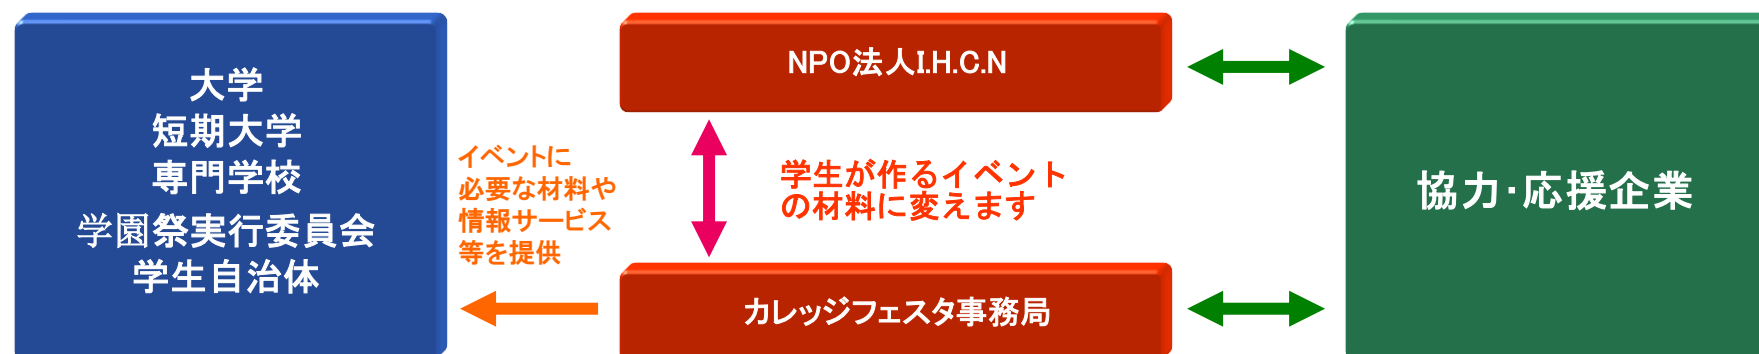 大学
短期大学
専門学校
学園祭実行委員会
学生自治体
イベントに
必要な材料や
情報サービス
等を提供
NPO法人I.H.C.N
学生が作るイベント
の材料に変えます
カレッジフェスタ事務局
協力･応援企業